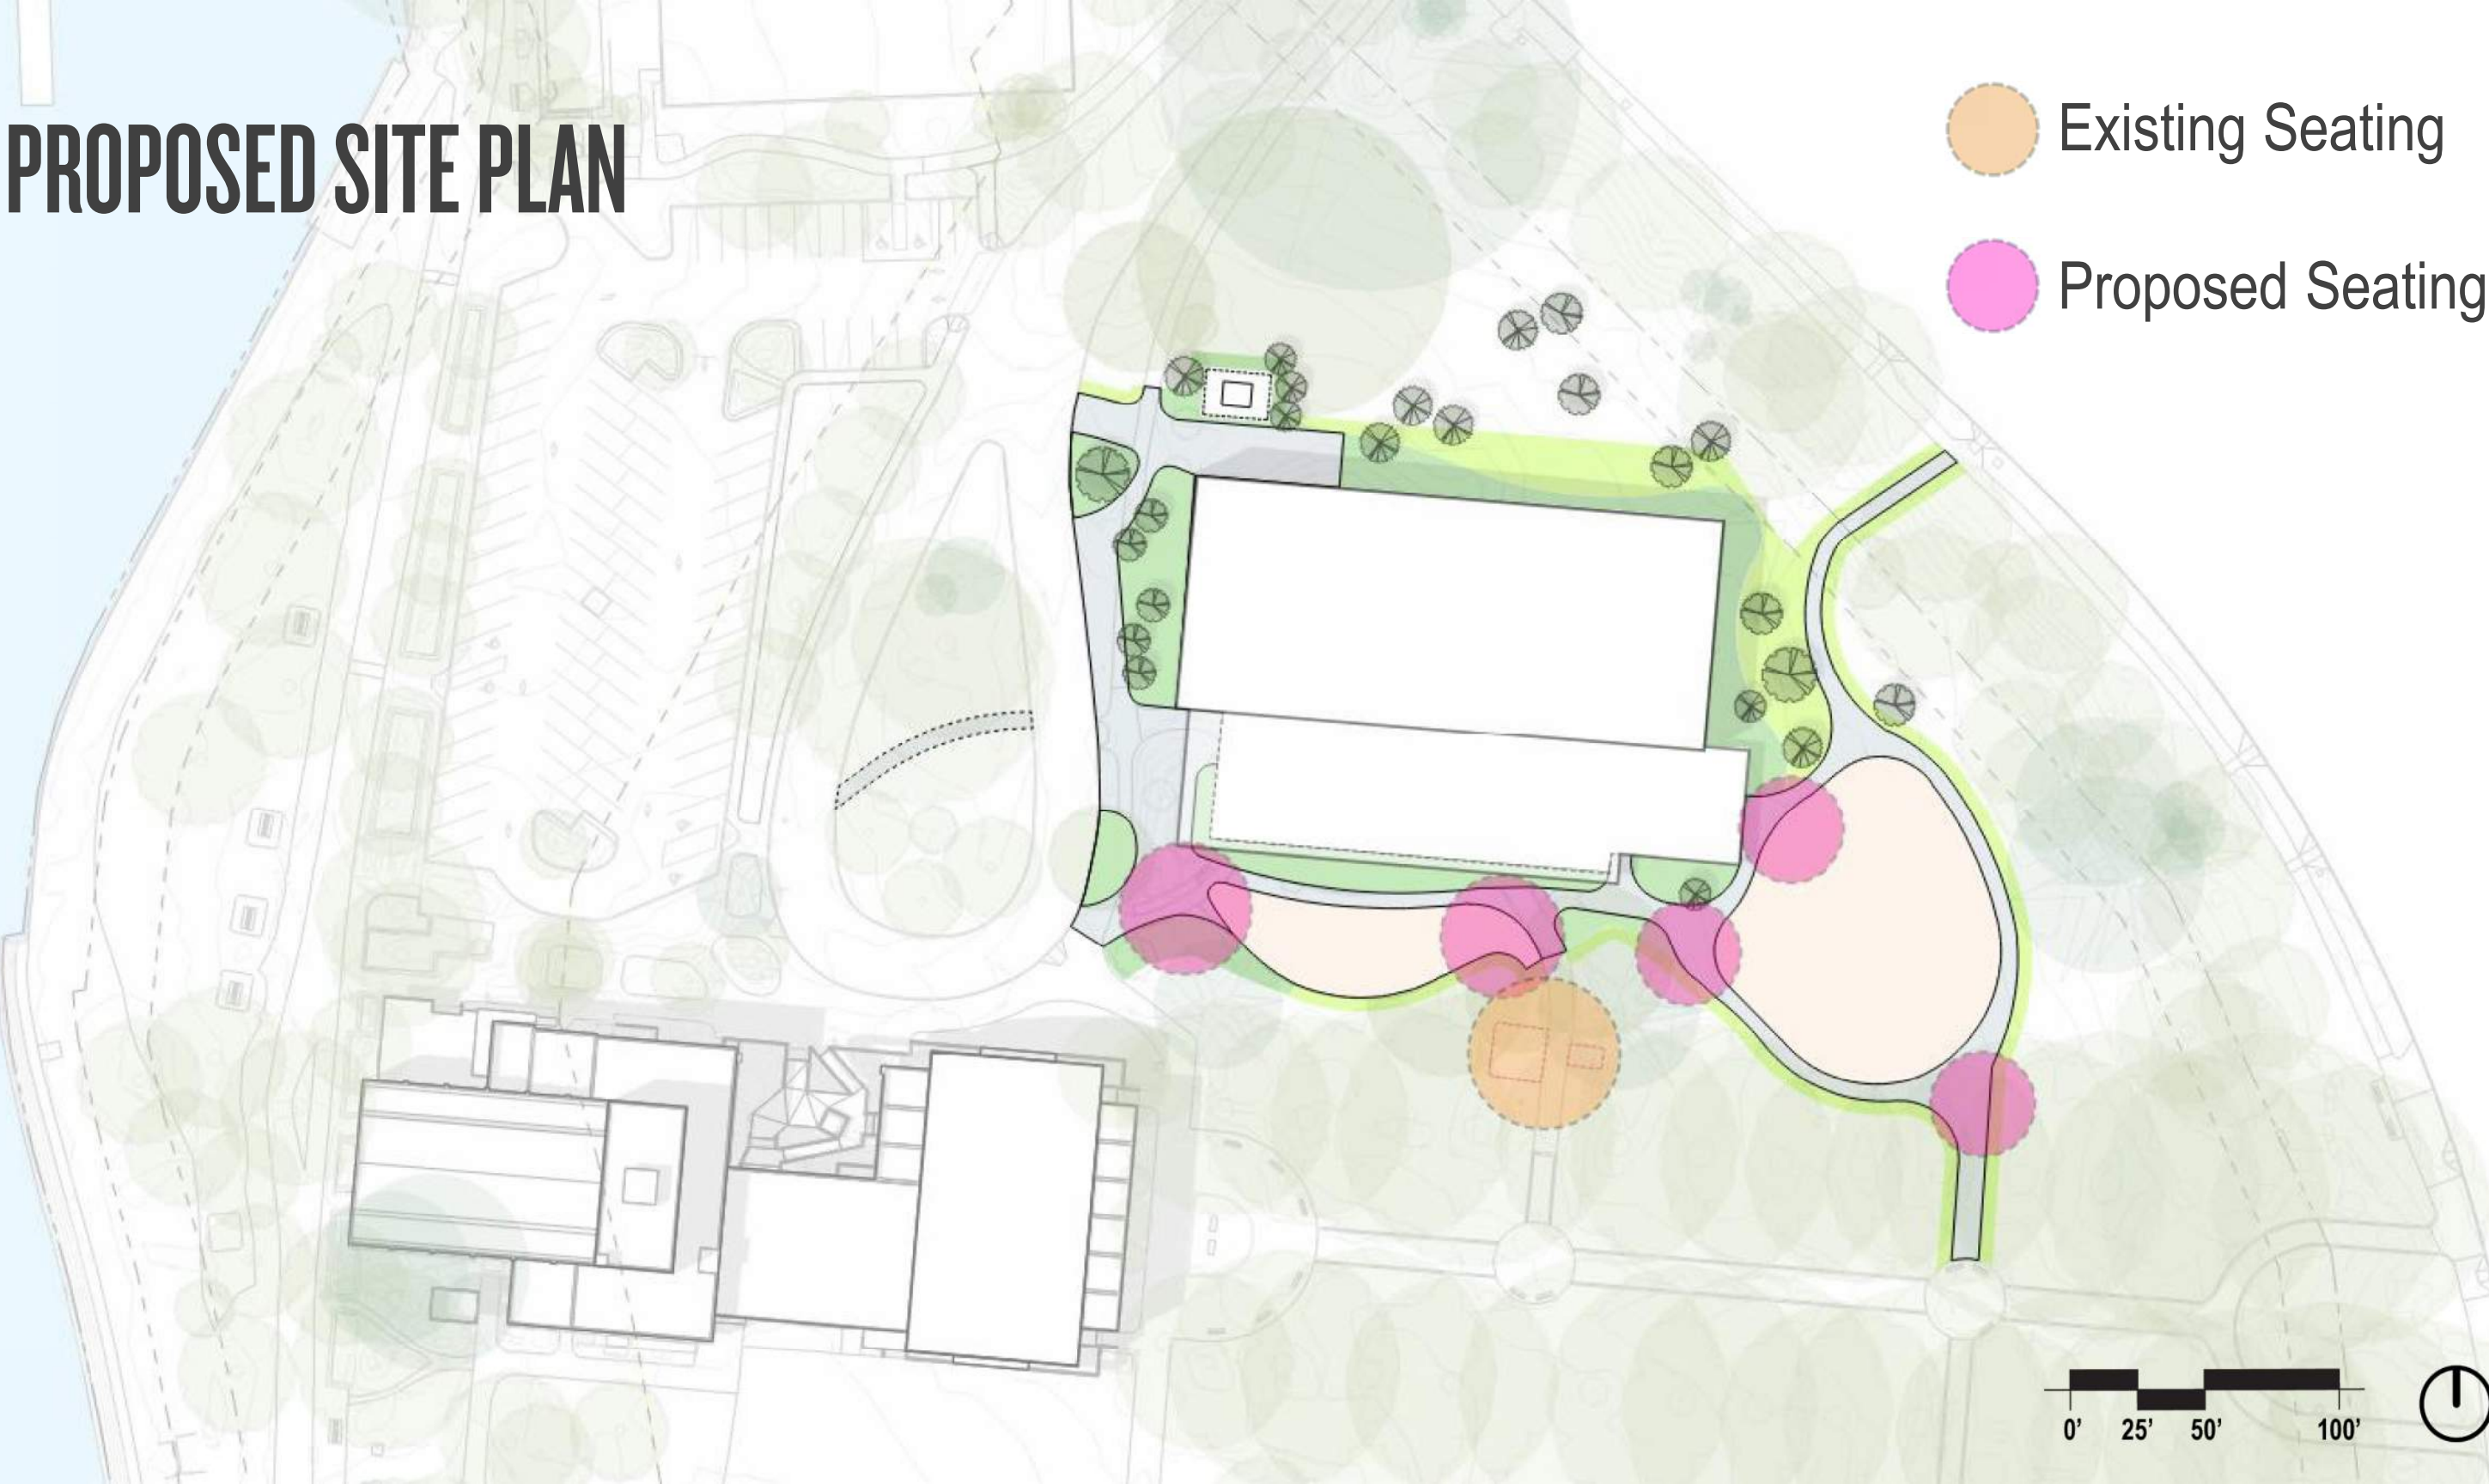 PROPOSED SITE PLAN
Existing Seating
Proposed Seating
0' 25' 50' 100'